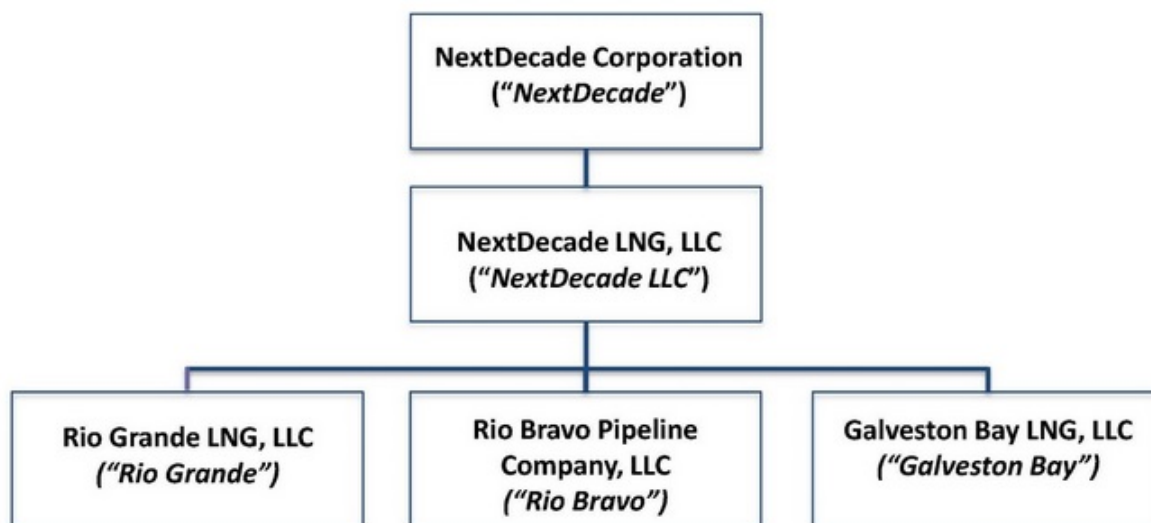 NextDecade Corporation
(“NextDecade”)
NextDecade LNG, LLC
(“NextDecade LLC”)
Rio Grande LNG, LLC
(“Rio Grande”)
Rio Bravo Pipeline
Company, LLC
(“Rio Bravo”)
Galveston Bay LNG, LLC
(“Galveston Bay”)